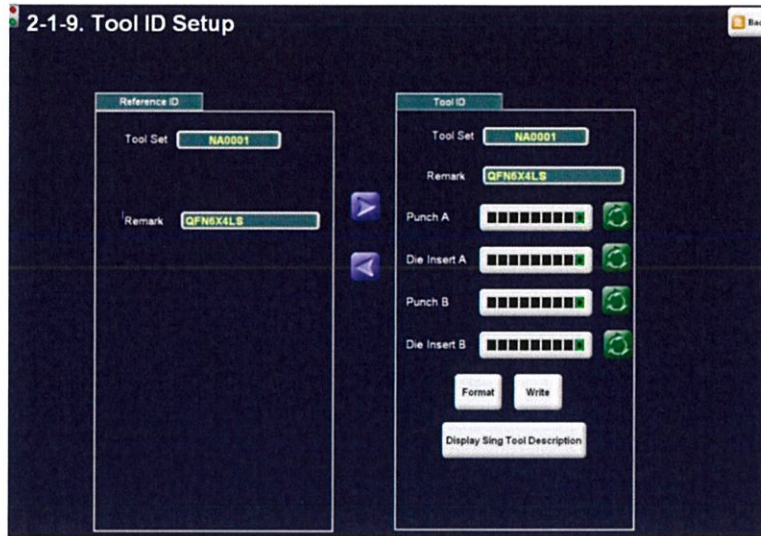 2-1-9. Tool ID Setup
Reference ID
Tool Set NA0001
Remark QFN6X4LS
Tool ID
Tool Set NA0001
Remark QFN6X4LS
Punch A
Die Insert A
Punch B
Die Insert B
Format Write
Display Sing Tool Description